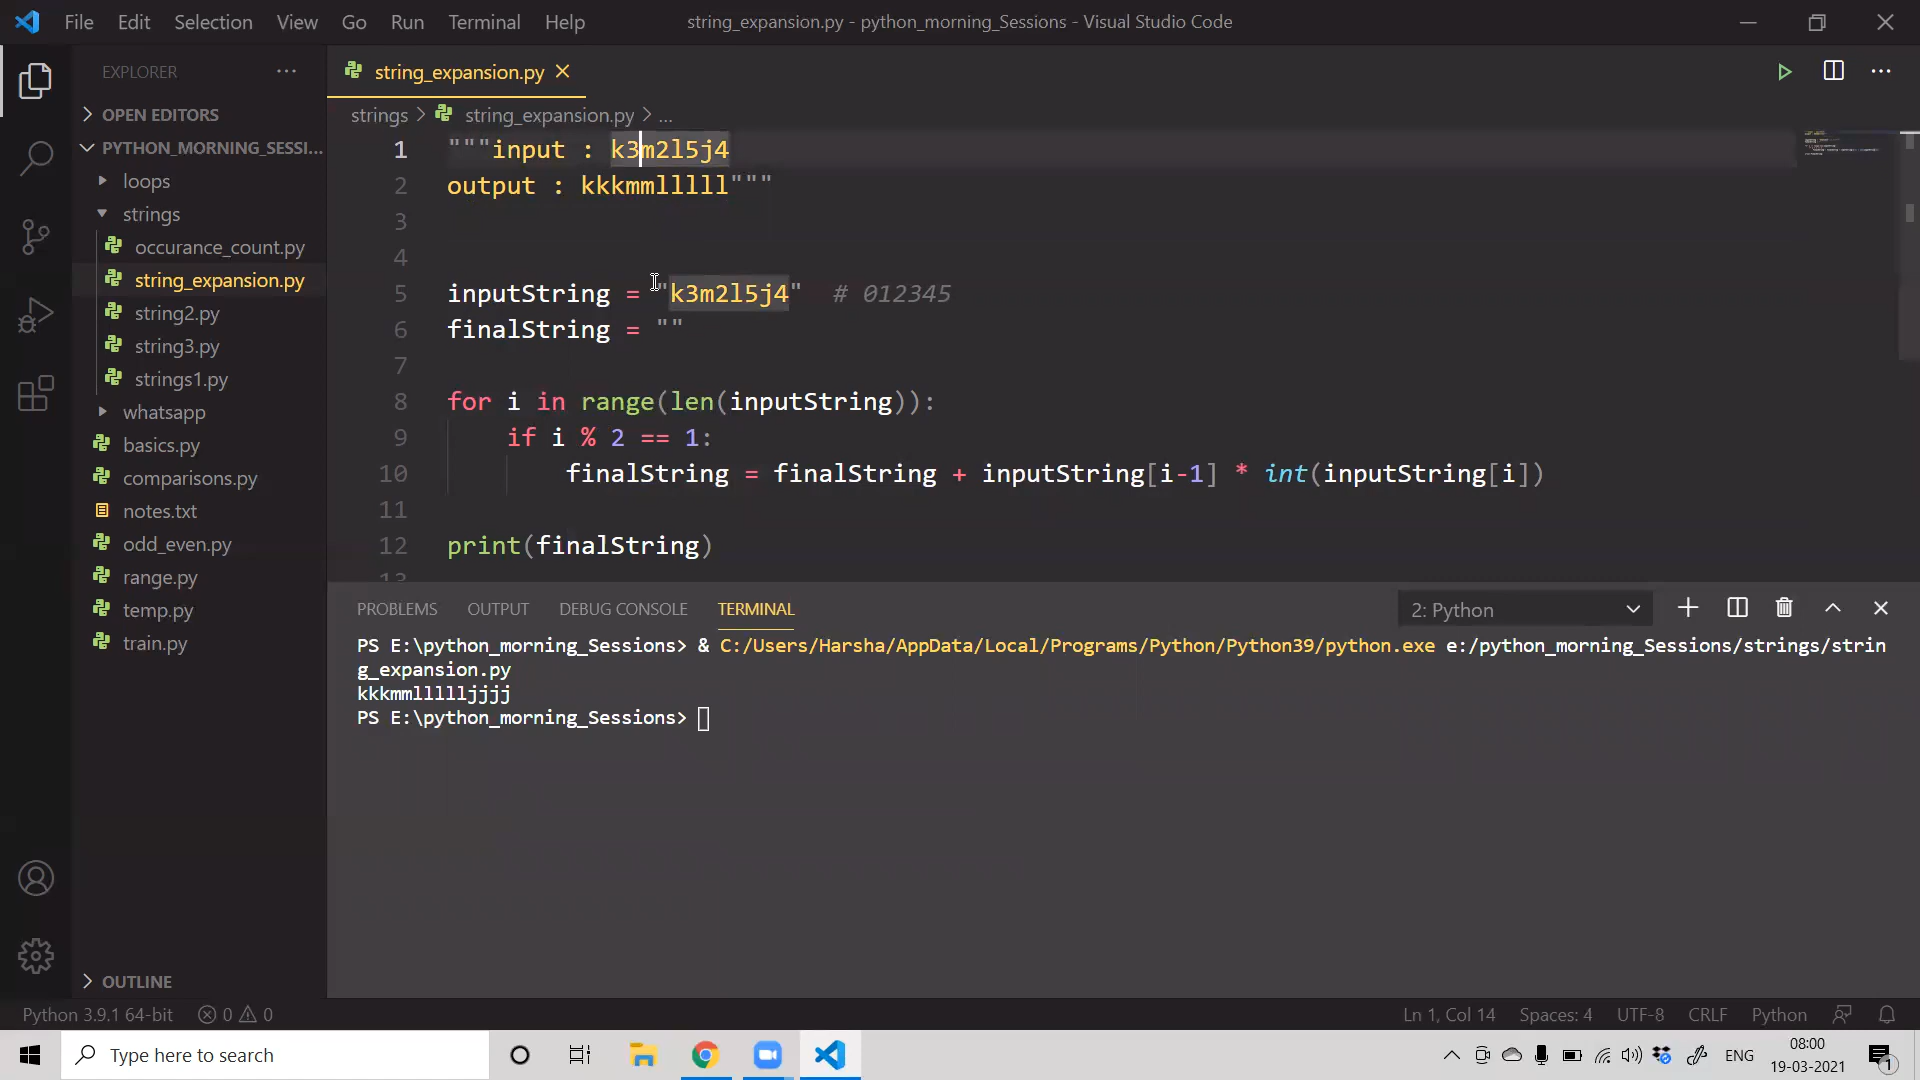 File Edit Selection View Go Run Terminal Help
string_expansion.py - python_morning_Sessions - Visual Studio Code
EXPLORER
OPEN EDITORS
PYTHON_MORNING_SESSI...
loops
strings
occurance_count.py
string_expansion.py
string2.py
string3.py
strings1.py
whatsapp
basics.py
comparisons.py
notes.txt
odd_even.py
range.py
temp.py
train.py
OUTLINE
string_expansion.py
strings > string_expansion.py > ...
1 """input : k3m2l5j4
2 output : kkkmmlllll"""
3
4
5 inputString = "k3m2l5j4" # 012345
6 finalString = ""
7
8 for i in range(len(inputString)):
9 if i % 2 == 1:
10 finalString = finalString + inputString[i-1] * int(inputString[i])
11
12 print(finalString)
13
PROBLEMS OUTPUT DEBUG CONSOLE TERMINAL
2: Python
PS E:\python_morning_Sessions> & C:/Users/Harsha/AppData/Local/Programs/Python/Python39/python.exe e:/python_morning_Sessions/strings/strin
g_expansion.py
kkkmmllllljjjj
PS E:\python_morning_Sessions>
Python 3.9.1 64-bit 0 0
Ln 1, Col 14 Spaces: 4 UTF-8 CRLF Python
Type here to search
ENG
08:00
19-03-2021
1